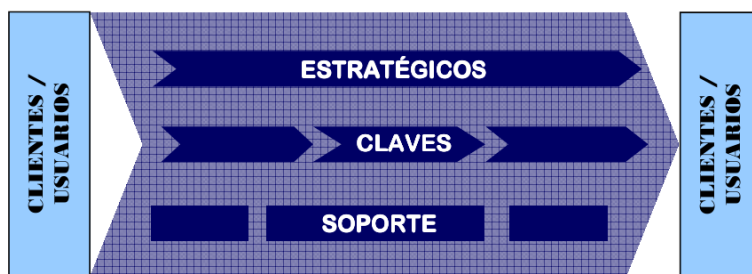 CLIENTES /
USUARIOS
ESTRATÉGICOS
CLAVES
SOPORTE
CLIENTES /
USUARIOS